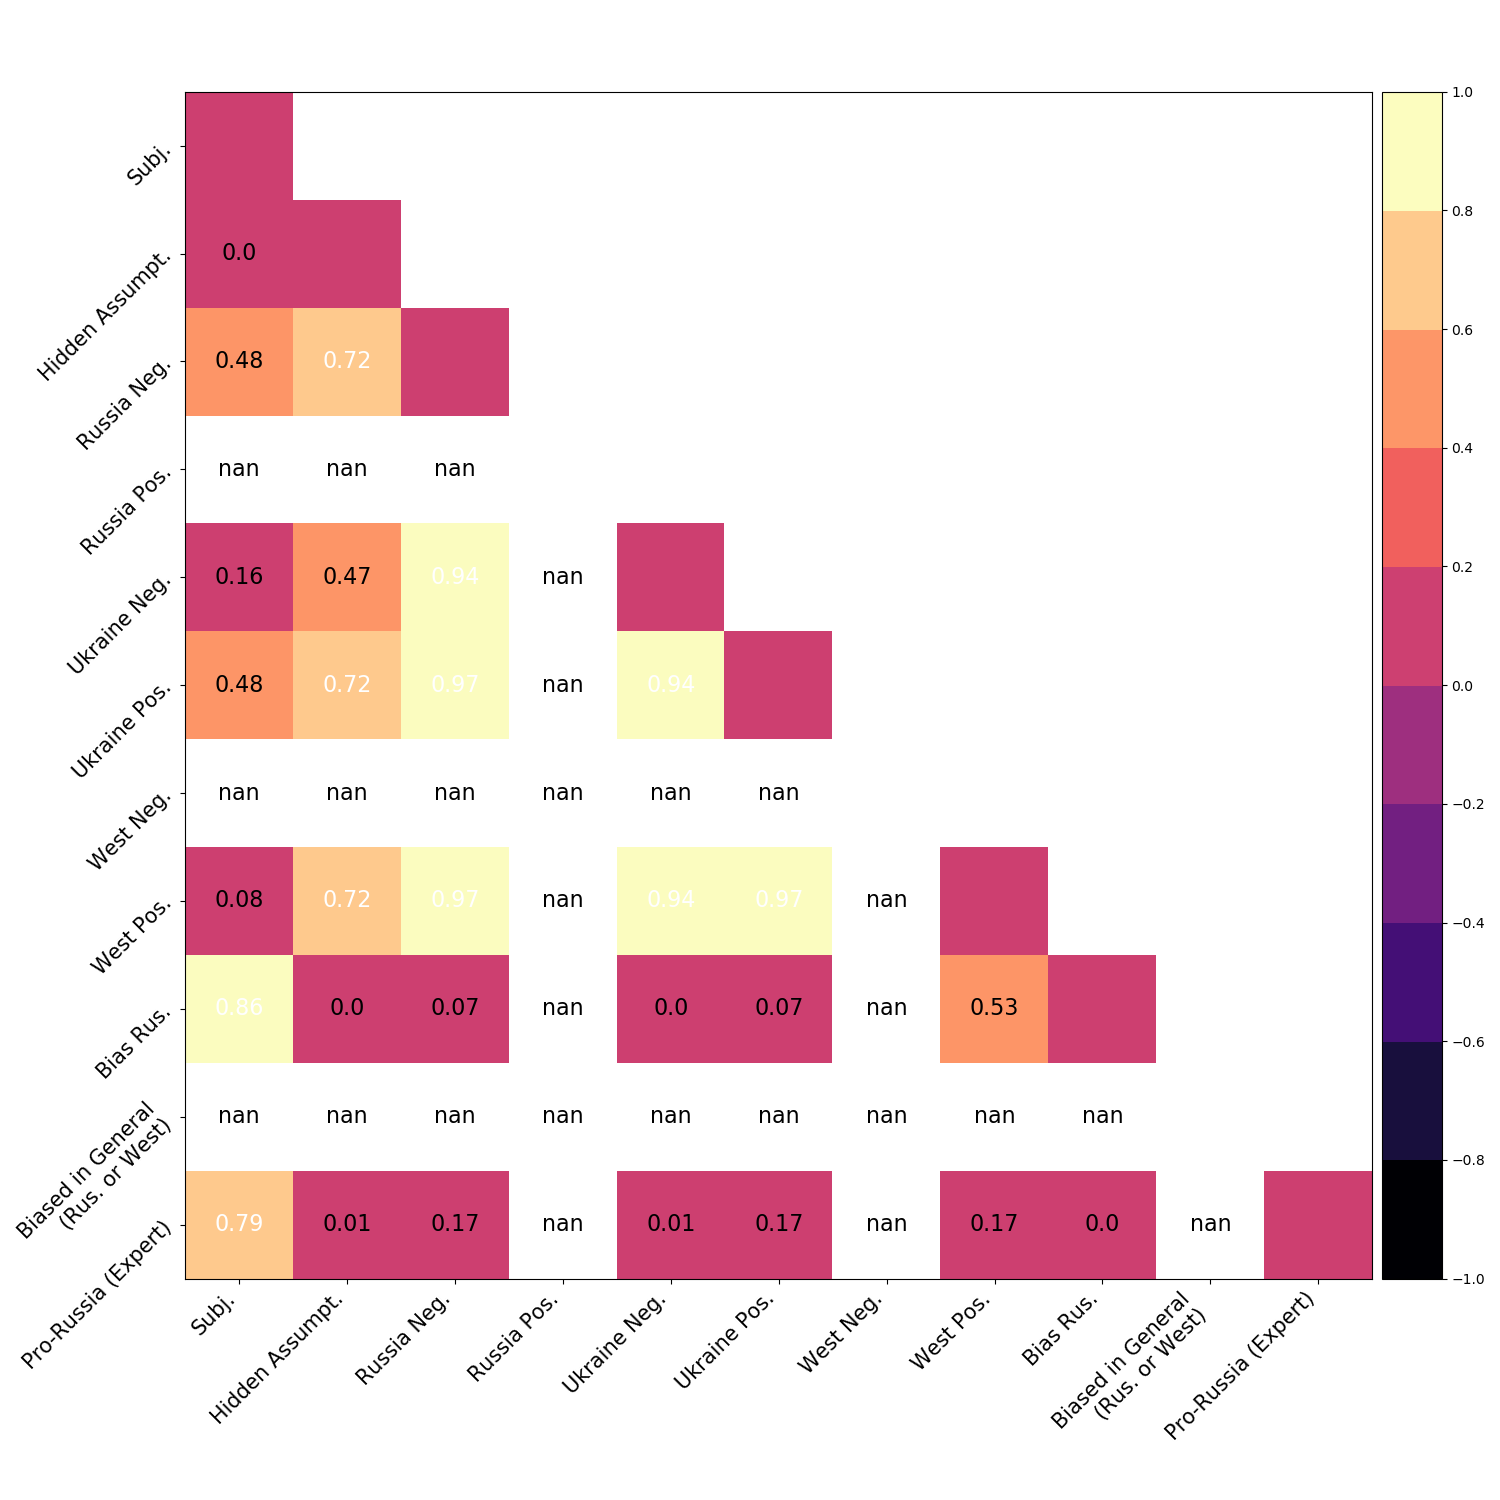 Subj.
0.0
Hidden Assumpt.
0.48 0.72
Russia Neg.
nan nan nan
Russia Pos.
0.16 0.47 0.94 nan
Ukraine Neg.
0.48 0.72 0.97 nan 0.94
Ukraine Pos.
nan nan nan nan nan nan
West Neg.
0.08 0.72 0.97 nan 0.94 0.97 nan
West Pos.
0.86 0.0 0.07 nan 0.0 0.07 nan 0.53
Bias Rus.
nan nan nan nan nan nan nan nan nan
Biased in General
(Rus. or West)
0.79 0.01 0.17 nan 0.01 0.17 nan 0.17 0.0 nan
Pro-Russia (Expert)
Subj.
Hidden Assumpt.
Russia Neg.
Russia Pos.
Ukraine Neg.
Ukraine Pos.
West Neg.
West Pos.
Bias Rus.
Biased in General
(Rus. or West)
Pro-Russia (Expert)
1.0
0.8
0.6
0.4
0.2
0.0
−0.2
−0.4
−0.6
−0.8
−1.0